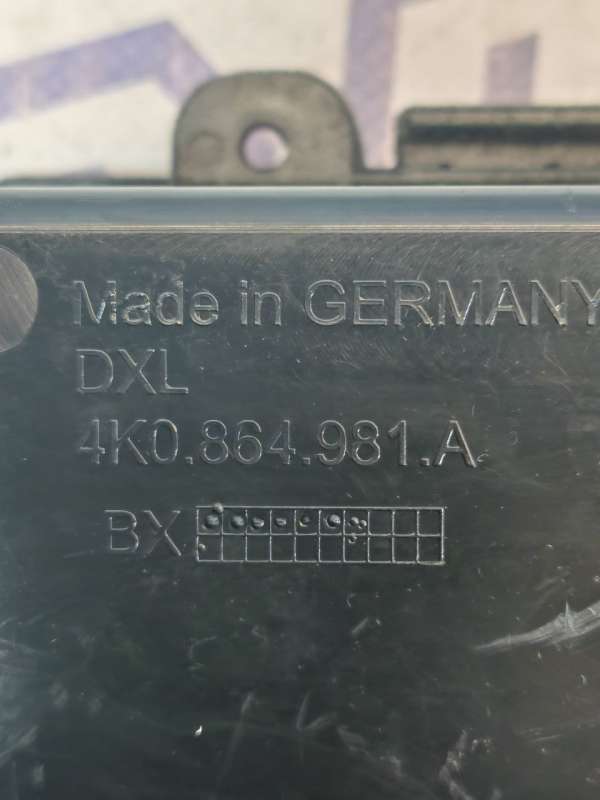 Made in GERMANY
DXL
4K0.864.981.A
BX